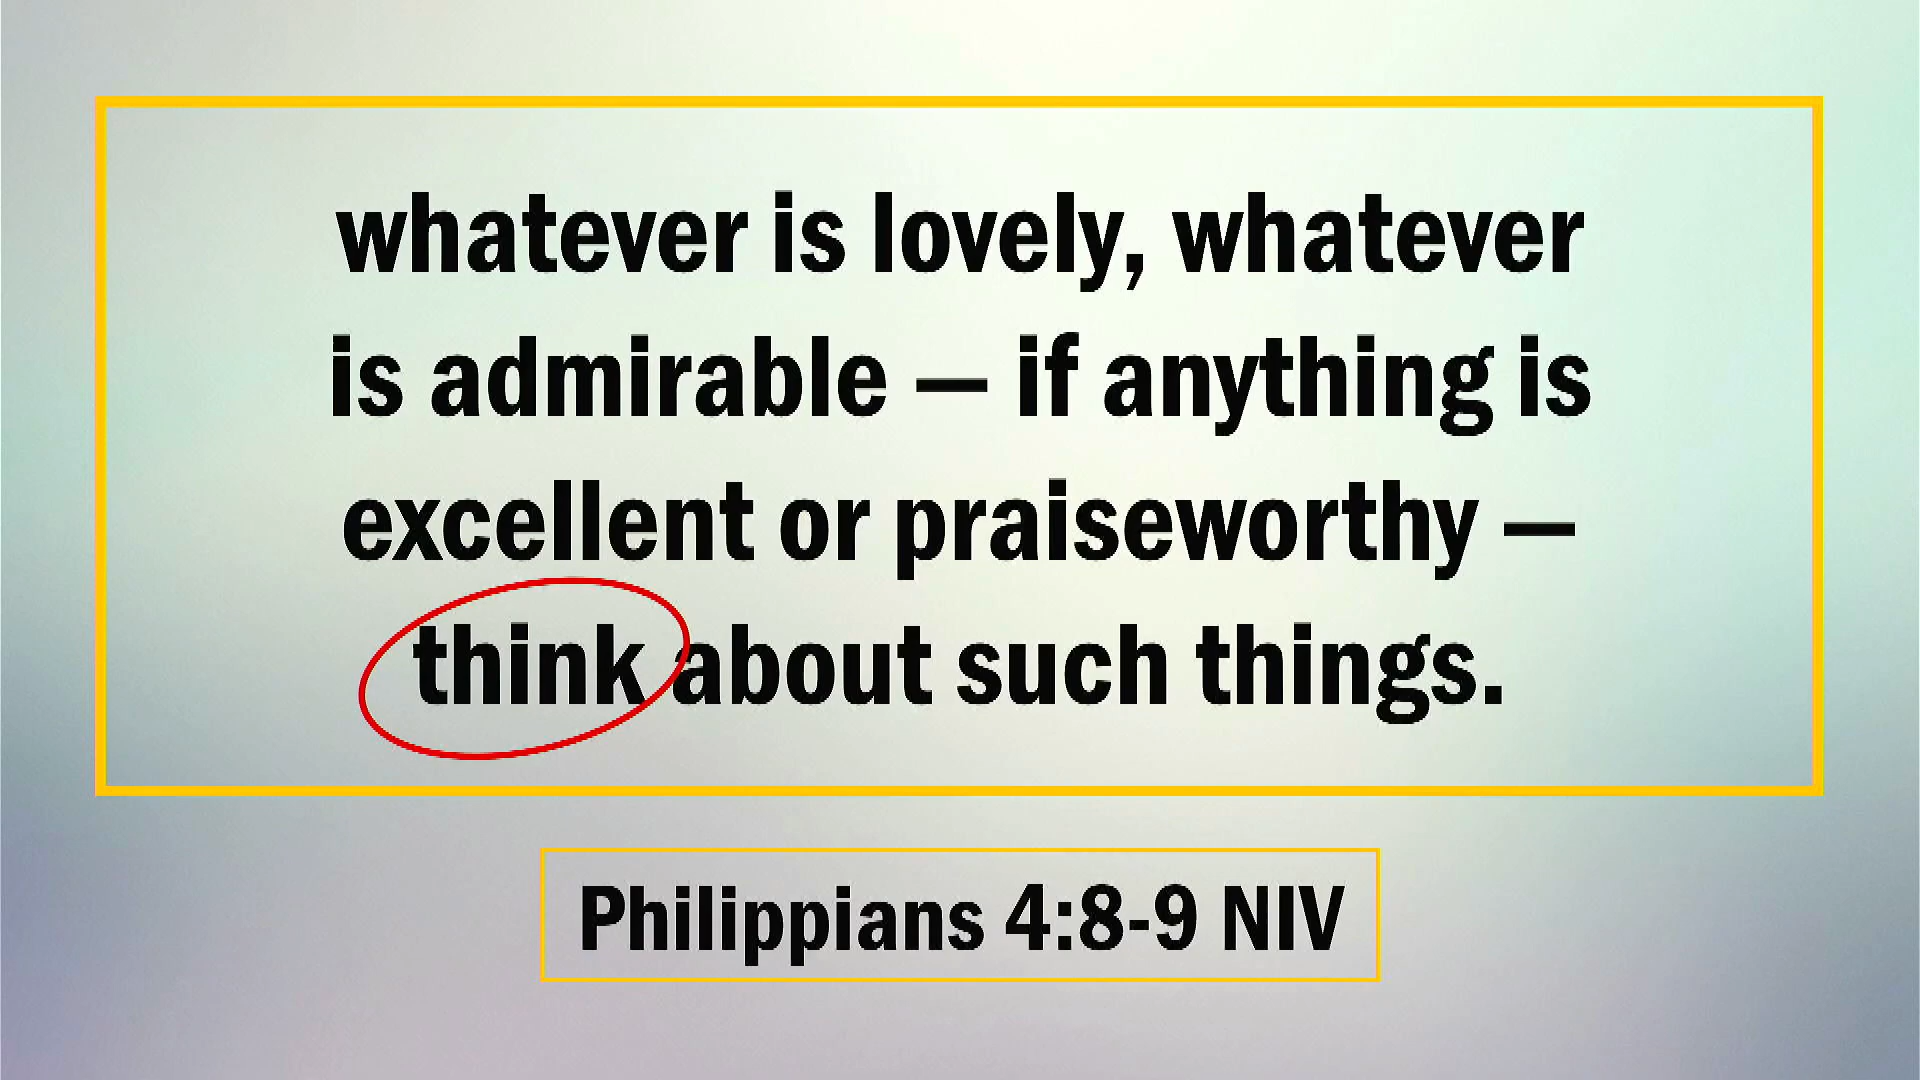 whatever is lovely, whatever
is admirable — if anything is
excellent or praiseworthy —
think about such things.
Philippians 4:8-9 NIV